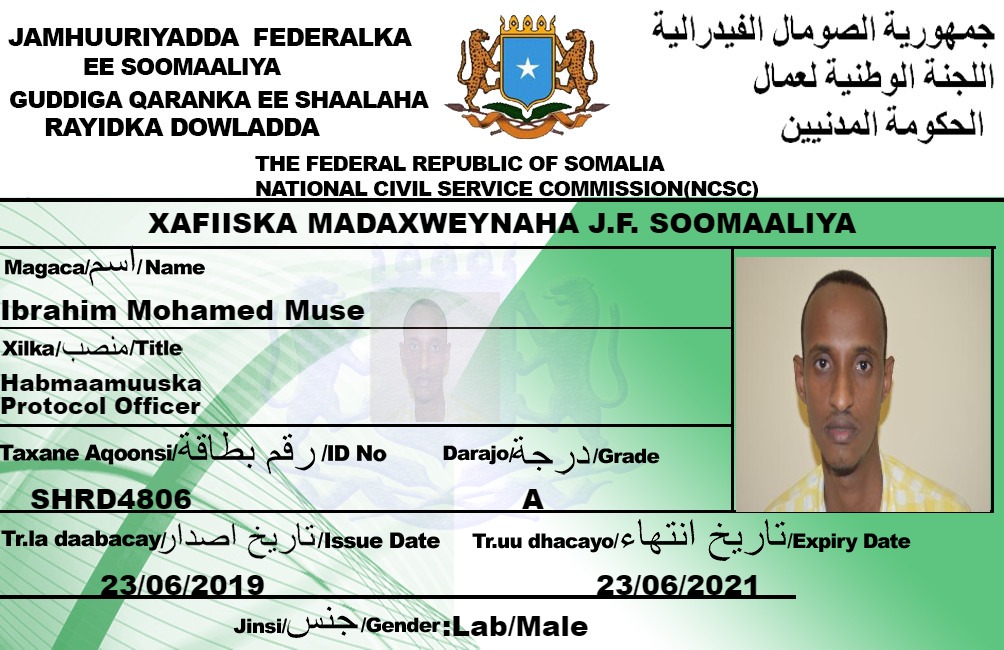 JAMHUURIYADDA FEDERALKA
EE SOOMAALIYA
GUDDIGA QARANKA EE SHAALAHA
RAYIDKA DOWLADDA
جمهورية الصومال الفيدرالية
اللجنة الوطنية لعمال
الحكومة المدنيين
THE FEDERAL REPUBLIC OF SOMALIA
NATIONAL CIVIL SERVICE COMMISSION(NCSC)
XAFIISKA MADAXWEYNAHA J.F. SOOMAALIYA
Magaca/اسم/Name
Ibrahim Mohamed Muse
Xilka/منصب/Title
Habmaamuuska
Protocol Officer
Taxane Aqoonsi/رقم بطاقة/ID No
SHRD4806
Darajo/درجة/Grade
A
Tr.la daabacay/تاريخ اصدار/Issue Date
23/06/2019
Tr.uu dhacayo/تاريخ انتهاء/Expiry Date
23/06/2021
Jinsi/جنس/Gender:Lab/Male